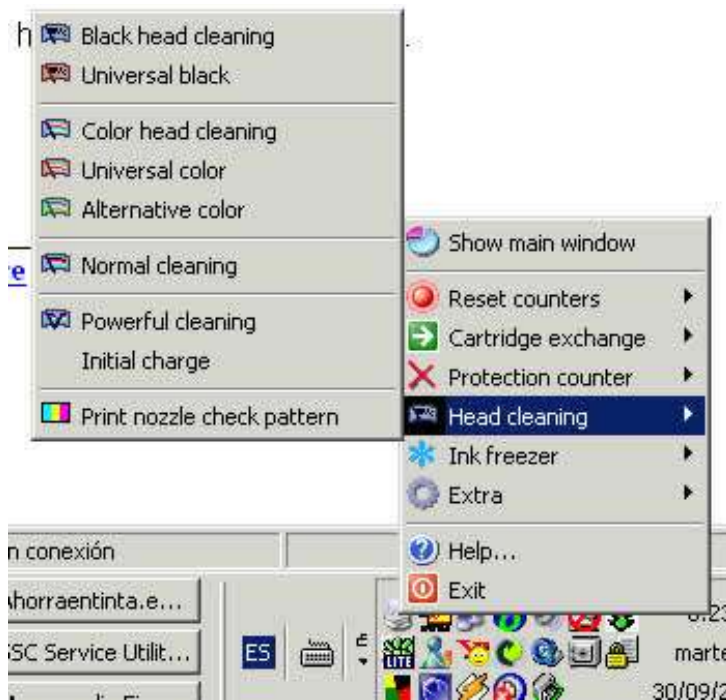 Black head cleaning
Universal black
Color head cleaning
Universal color
Alternative color
Normal cleaning
Powerful cleaning
Initial charge
Print nozzle check pattern
Show main window
Reset counters
Cartridge exchange
Protection counter
Head cleaning
Ink freezer
Extra
Help...
Exit
n conexión
Ahorraentinta.e...
SSC Service Utilit...
ES
LITE
marte
30/09/2